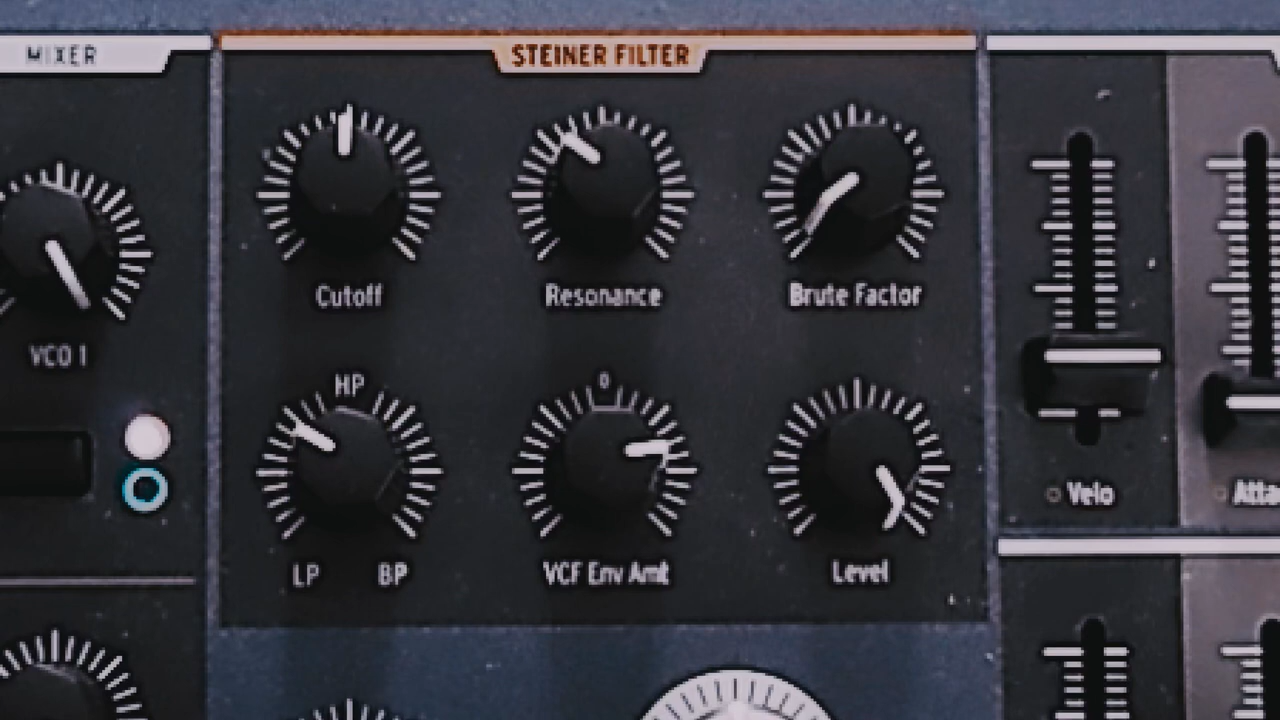 MIXER
STEINER FILTER
Cutoff
Resonance
Brute Factor
VCO 1
HP
0
Velo
LP
BP
VCF Env Amt
Level